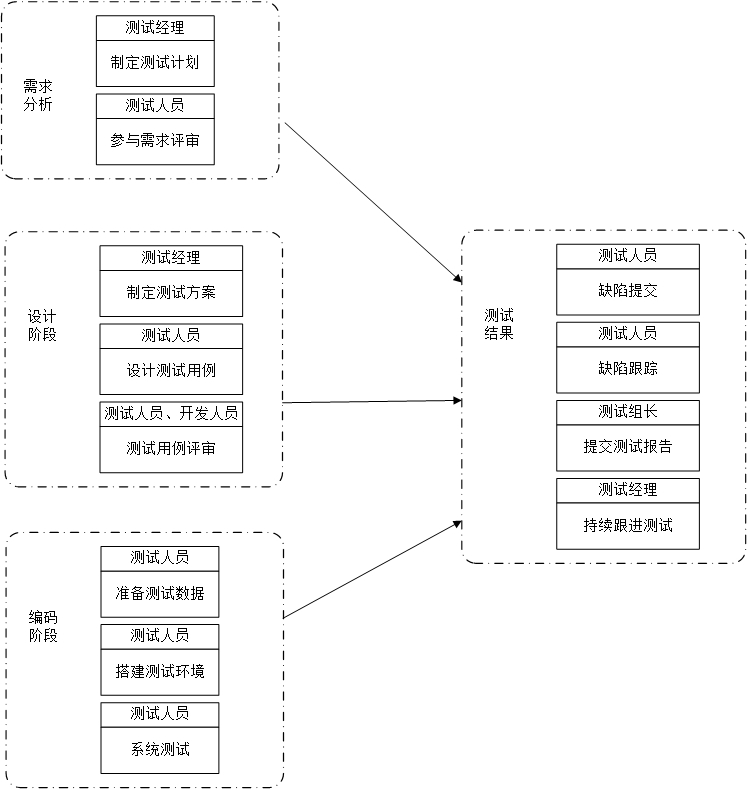 需求
分析
测试经理
制定测试计划
测试人员
参与需求评审
设计
阶段
测试经理
制定测试方案
测试人员
设计测试用例
测试人员、开发人员
测试用例评审
编码
阶段
测试人员
准备测试数据
测试人员
搭建测试环境
测试人员
系统测试
测试
结果
测试人员
缺陷提交
测试人员
缺陷跟踪
测试组长
提交测试报告
测试经理
持续跟进测试